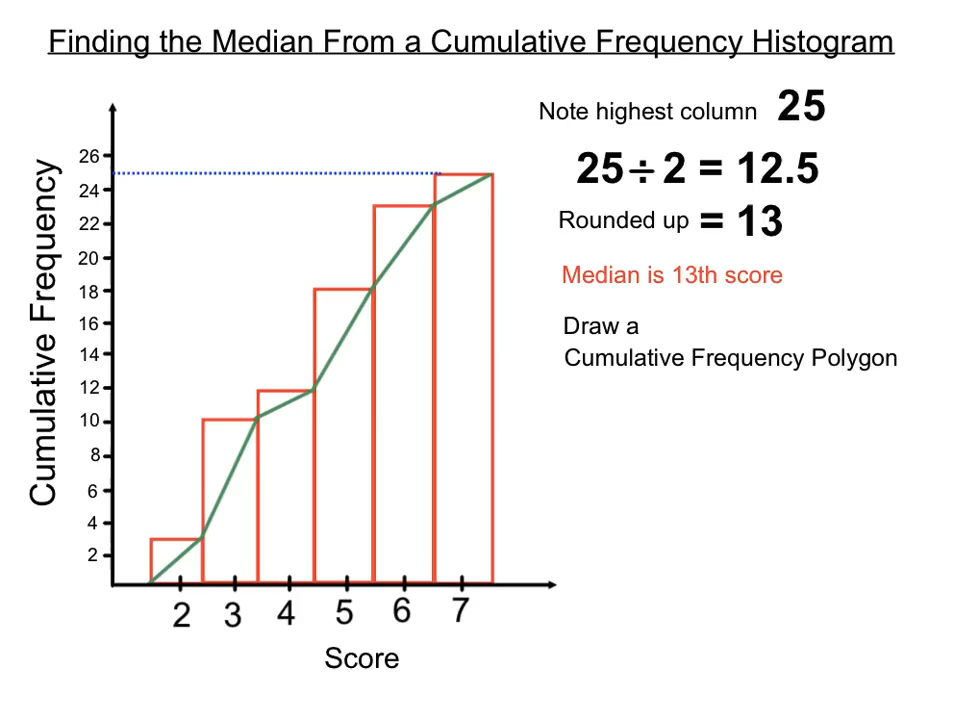 Finding the Median From a Cumulative Frequency Histogram
Note highest column 25
25 ÷ 2 = 12.5
Rounded up = 13
Median is 13th score
Draw a
Cumulative Frequency Polygon
Cumulative Frequency
26
24
22
20
18
16
14
12
10
8
6
4
2
2 3 4 5 6 7
Score